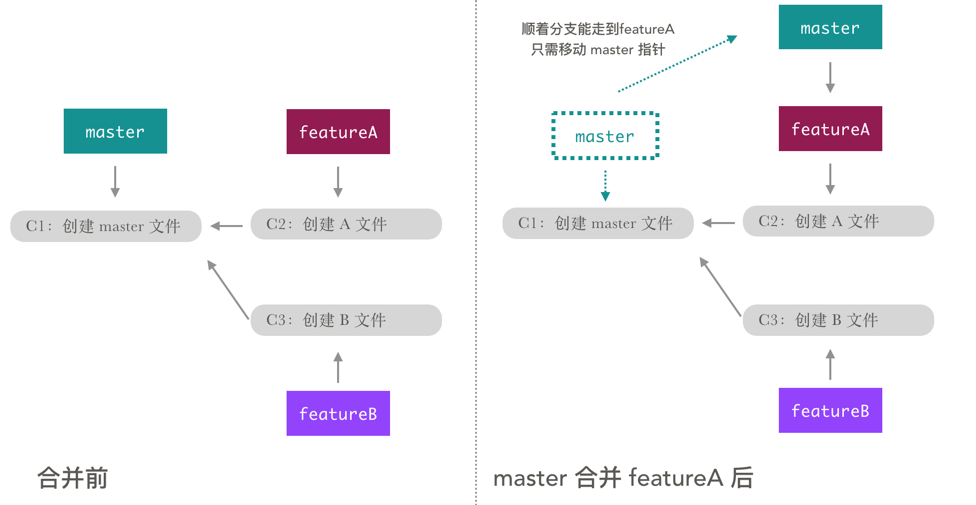 master
featureA
C1：创建 master 文件
C2：创建 A 文件
C3：创建 B 文件
featureB
合并前
顺着分支能走到featureA
只需移动 master 指针
master
master
featureA
C1：创建 master 文件
C2：创建 A 文件
C3：创建 B 文件
featureB
master 合并 featureA 后